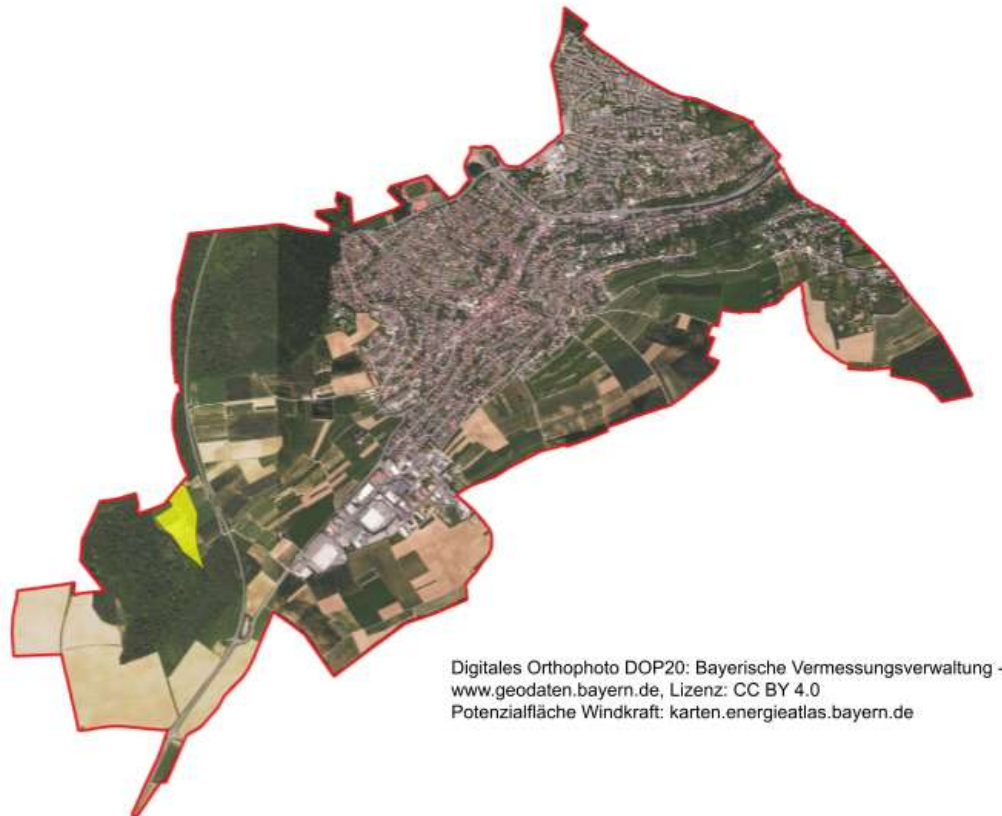 Digitales Orthophoto DOP20: Bayerische Vermessungsverwaltung -
www.geodaten.bayern.de, Lizenz: CC BY 4.0
Potenzialfläche Windkraft: karten.energieatlas.bayern.de